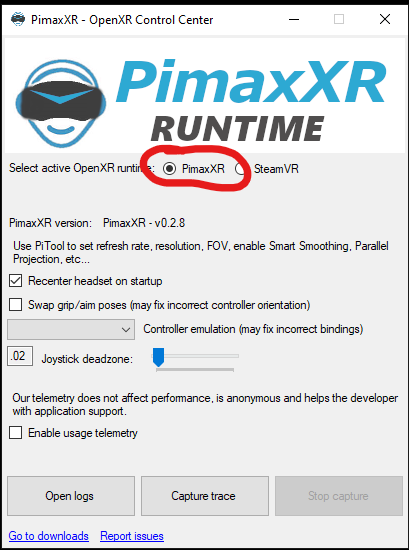 PimaxXR - OpenXR Control Center
PimaxXR
RUNTIME
Select active OpenXR runtime: PimaxXR SteamVR
PimaxXR version: PimaxXR - v0.2.8
Use PiTool to set refresh rate, resolution, FOV, enable Smart Smoothing, Parallel
Projection, etc...
Recenter headset on startup
Swap grip/aim poses (may fix incorrect controller orientation)
Controller emulation (may fix incorrect bindings)
.02 Joystick deadzone:
Our telemetry does not affect performance, is anonymous and helps the developer
with application support.
Enable usage telemetry
Open logs Capture trace Stop capture
Go to downloads Report issues